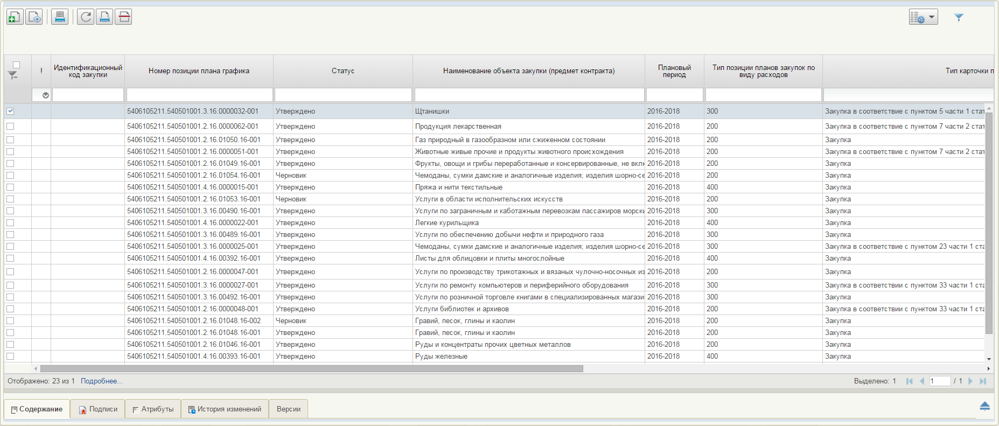 ! Идентификационный код закупки Номер позиции плана графика Статус Наименование объекта закупки (предмет контракта) Плановый период Тип позиции планов закупок по виду расходов Тип карточки п
5406105211.540501001.3.16.0000032-001 Утверждено Щтанишки 2016-2018 300 Закупка в соответствие с пунктом 5 части 1 стат
5406105211.540501001.2.16.0000062-001 Утверждено Продукция лекарственная 2016-2018 200 Закупка в соответствие с пунктом 7 части 2 стат
5406105211.540501001.2.16.01050.16-001 Утверждено Газ природный в газообразном или сжиженном состоянии 2016-2018 200 Закупка
5406105211.540501001.2.16.0000051-001 Утверждено Животные живые прочие и продукты животного происхождения 2016-2018 200 Закупка в соответствие с пунктом 7 части 2 стат
5406105211.540501001.2.16.01049.16-001 Утверждено Фрукты, овощи и грибы переработанные и консервированные, не вклю 2016-2018 200 Закупка
5406105211.540501001.2.16.01054.16-001 Черновик Чемоданы, сумки дамские и аналогичные изделия; изделия шорно-се 2016-2018 200 Закупка
5406105211.540501001.4.16.0000015-001 Утверждено Пряжа и нити текстильные 2016-2018 400 Закупка
5406105211.540501001.2.16.01053.16-001 Черновик Услуги в области исполнительских искусств 2016-2018 200 Закупка
5406105211.540501001.3.16.00490.16-001 Утверждено Услуги по заграничным и каботажным перевозкам пассажиров морски 2016-2018 300 Закупка
5406105211.540501001.4.16.0000022-001 Утверждено Легкие курильщика 2016-2018 400 Закупка
5406105211.540501001.3.16.00489.16-001 Утверждено Услуги по обеспечению добычи нефти и природного газа 2016-2018 300 Закупка
5406105211.540501001.3.16.0000025-001 Утверждено Чемоданы, сумки дамские и аналогичные изделия; изделия шорно-се 2016-2018 300 Закупка в соответствие с пунктом 23 части 1 ста
5406105211.540501001.4.16.00392.16-001 Утверждено Листы для облицовки и плиты многослойные 2016-2018 400 Закупка
5406105211.540501001.2.16.0000047-001 Утверждено Услуги по производству трикотажных и вязаных чулочно-носочных из 2016-2018 200 Закупка
5406105211.540501001.3.16.0000027-001 Утверждено Услуги по ремонту компьютеров и периферийного оборудования 2016-2018 300 Закупка в соответствии с пунктом 33 части 1 ста
5406105211.540501001.3.16.00492.16-001 Утверждено Услуги по розничной торговле книгами в специализированных магази 2016-2018 300 Закупка
5406105211.540501001.2.16.0000048-001 Утверждено Услуги библиотек и архивов 2016-2018 200 Закупка в соответствии с пунктом 33 части 1 ста
5406105211.540501001.2.16.01048.16-002 Черновик Гравий, песок, глины и каолин 2016-2018 200 Закупка
5406105211.540501001.2.16.01048.16-001 Утверждено Гравий, песок, глины и каолин 2016-2018 200 Закупка
5406105211.540501001.2.16.01046.16-001 Утверждено Руды и концентраты прочих цветных металлов 2016-2018 200 Закупка
5406105211.540501001.4.16.00393.16-001 Утверждено Руды железные 2016-2018 400 Закупка
Отображено: 23 из 1 Подробнее... Выделено: 1 1 / 1
Содержание Подписи Атрибуты История изменений Версии